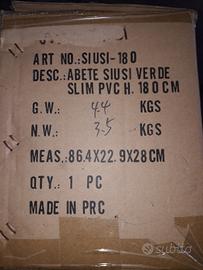 ART NO.:SIUSI-180
DESC.:ABETE SIUSI VERDE
SLIM PVC H. 180 CM
G.W.: 4.4 KGS
N.W.: 3.5 KGS
MEAS.:86.4X22.9X28CM
QTY.: 1 PC
MADE IN PRC
subito